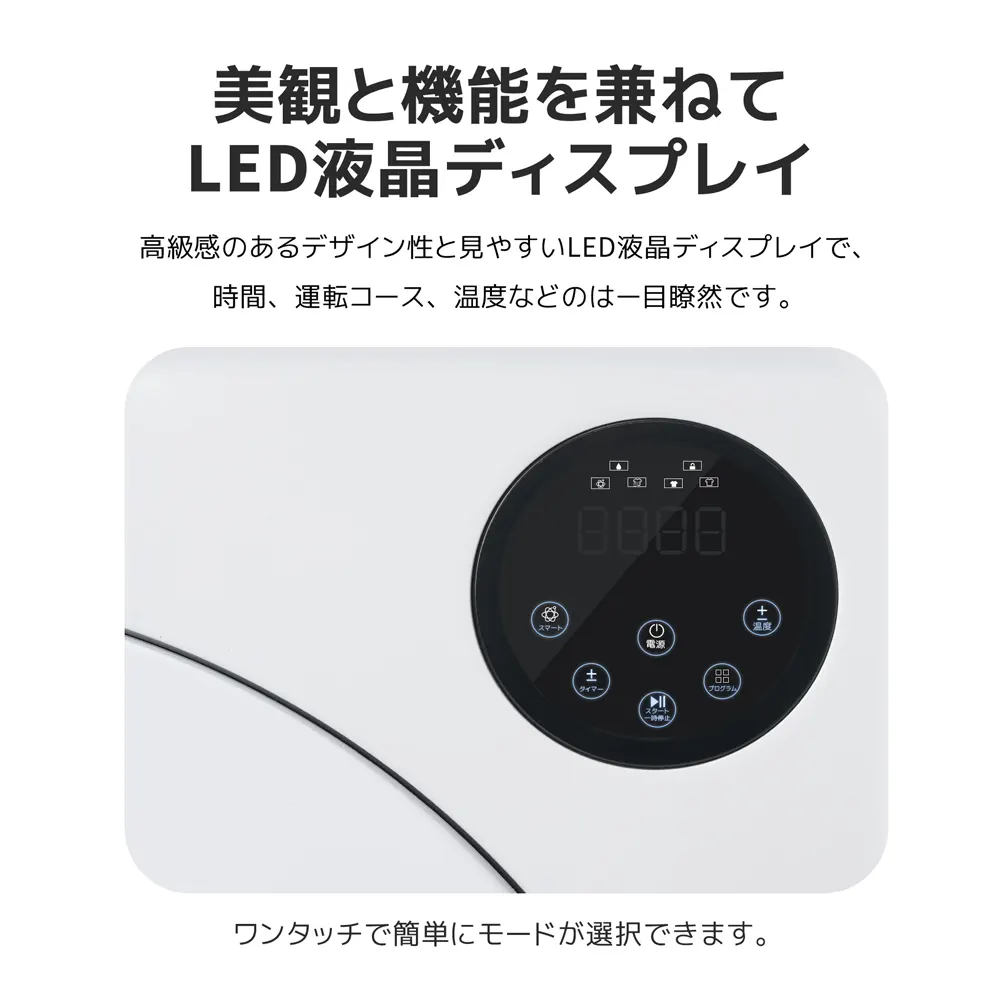 美観と機能を兼ねて
LED液晶ディスプレイ
高級感のあるデザイン性と見やすいLED液晶ディスプレイで、
時間、運転コース、温度などのは一目瞭然です。
8888
スマート
電源
温度
タイマー
スタート
一時停止
プログラム
ワンタッチで簡単にモードが選択できます。